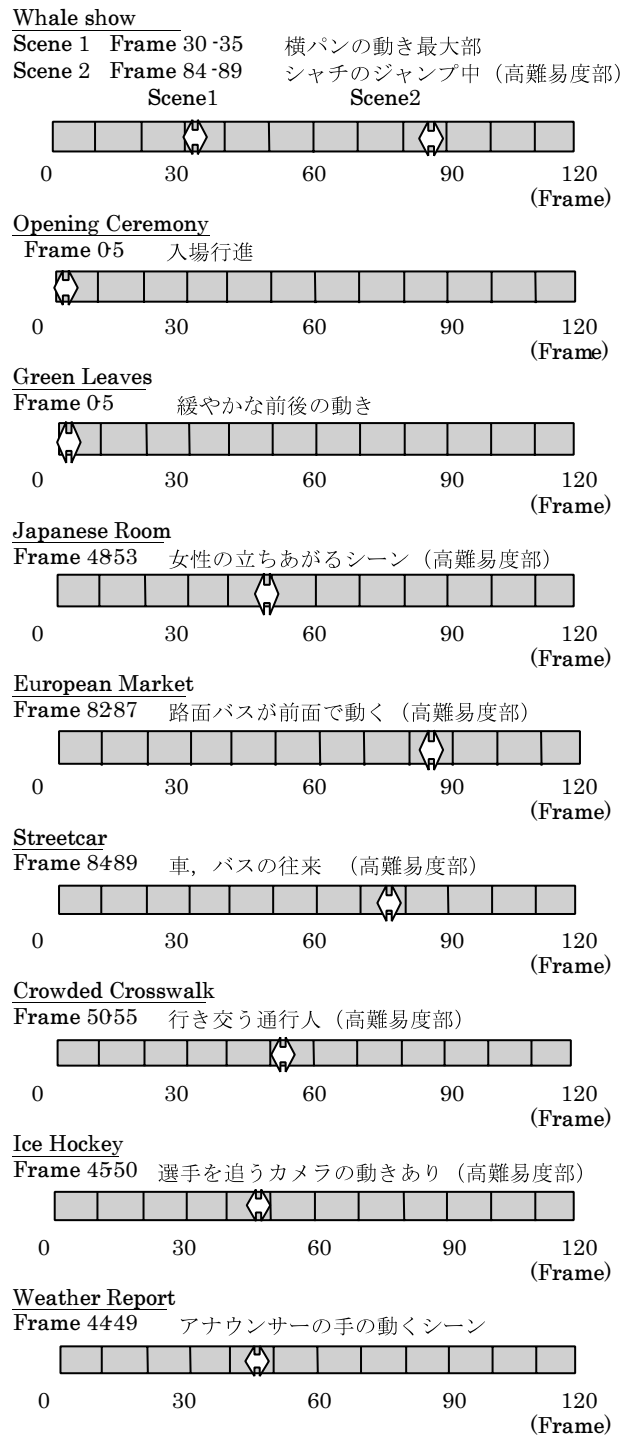 Whale show
Scene 1 Frame 30 -35 横パンの動き最大部
Scene 2 Frame 84 -89 シャチのジャンプ中（高難易度部）
Scene1 Scene2
0 30 60 90 120
(Frame)
Opening Ceremony
Frame 0-5 入場行進
0 30 60 90 120
(Frame)
Green Leaves
Frame 0-5 緩やかな前後の動き
0 30 60 90 120
(Frame)
Japanese Room
Frame 48-53 女性の立ちあがるシーン（高難易度部）
0 30 60 90 120
(Frame)
European Market
Frame 82-87 路面バスが前面で動く（高難易度部）
0 30 60 90 120
(Frame)
Streetcar
Frame 84-89 車，バスの往来 （高難易度部）
0 30 60 90 120
(Frame)
Crowded Crosswalk
Frame 50-55 行き交う通行人（高難易度部）
0 30 60 90 120
(Frame)
Ice Hockey
Frame 45-50 選手を追うカメラの動きあり（高難易度部）
0 30 60 90 120
(Frame)
Weather Report
Frame 44-49 アナウンサーの手の動くシーン
0 30 60 90 120
(Frame)